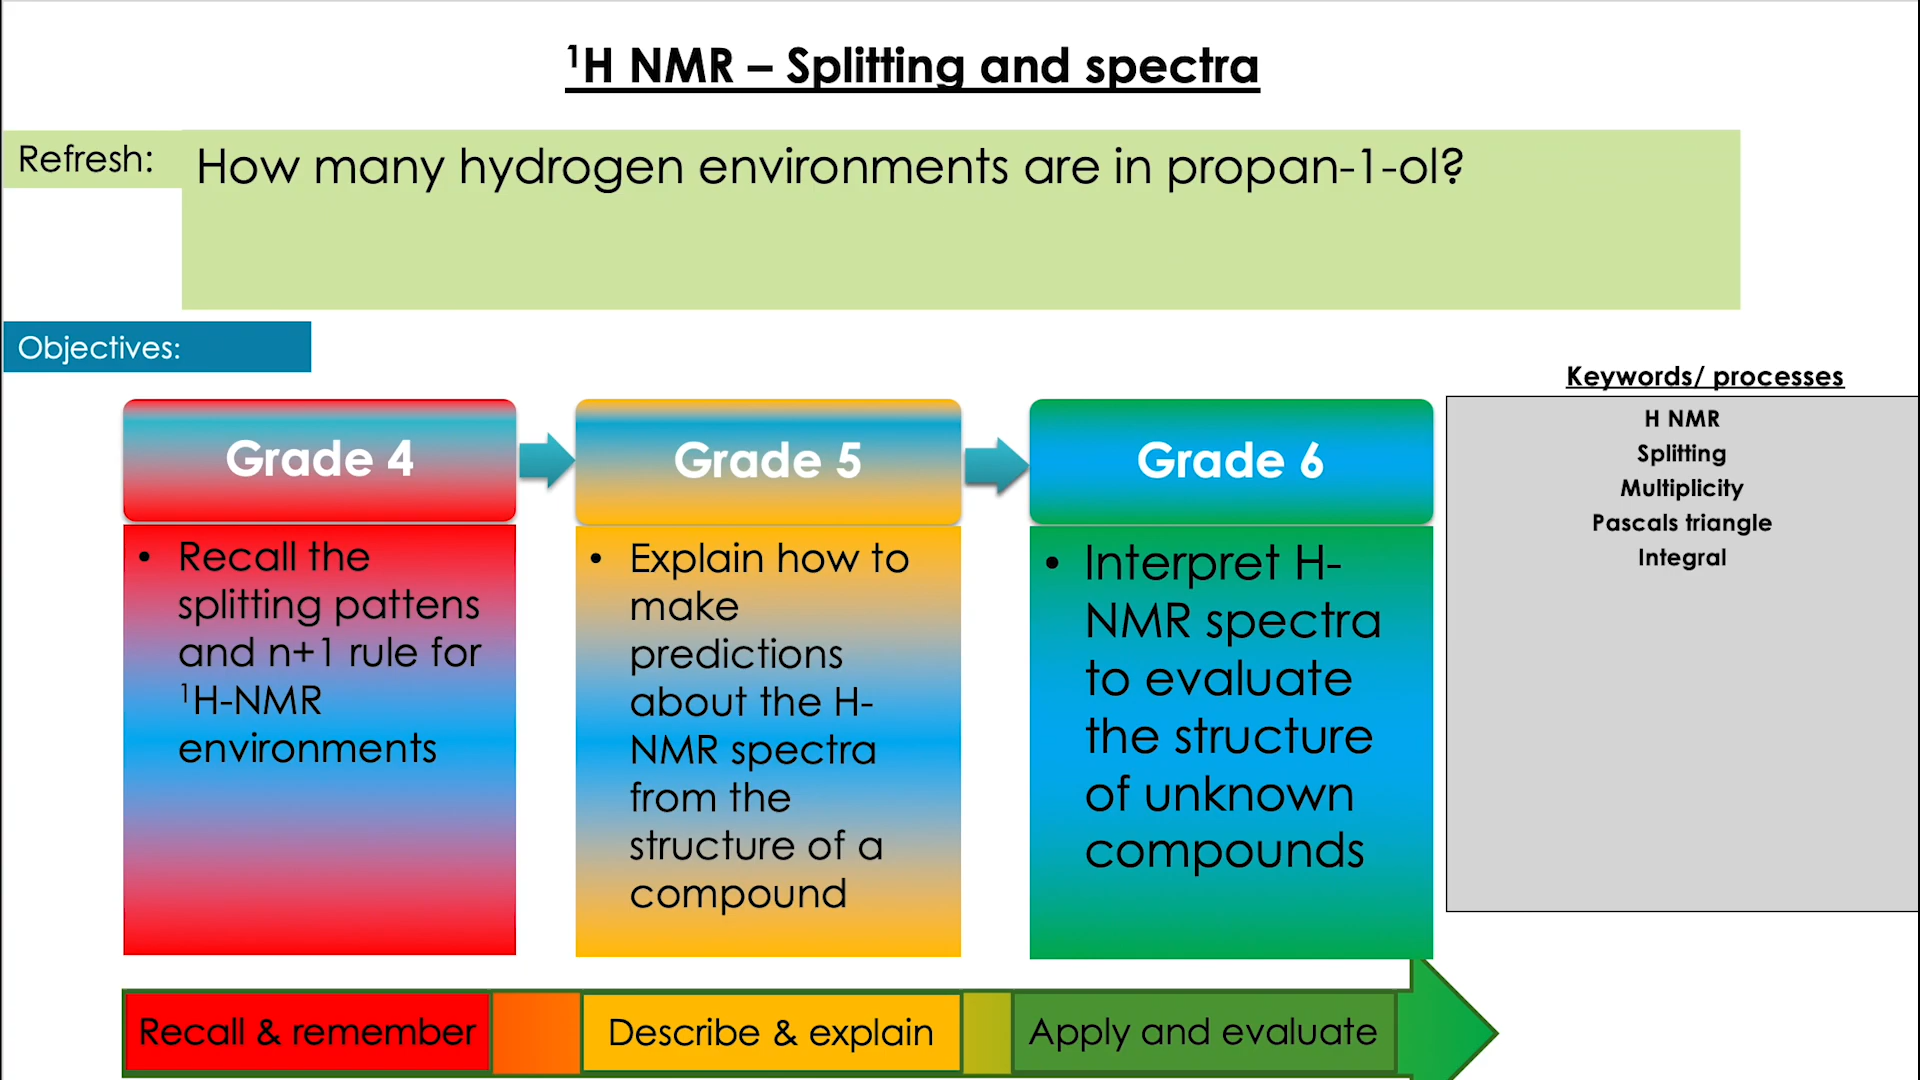 ¹H NMR – Splitting and spectra
Refresh:
How many hydrogen environments are in propan-1-ol?
Objectives:
Keywords/ processes
H NMR
Splitting
Multiplicity
Pascals triangle
Integral
Grade 4
• Recall the
splitting pattens
and n+1 rule for
¹H-NMR
environments
Grade 5
• Explain how to
make
predictions
about the H-
NMR spectra
from the
structure of a
compound
Grade 6
• Interpret H-
NMR spectra
to evaluate
the structure
of unknown
compounds
Recall & remember
Describe & explain
Apply and evaluate